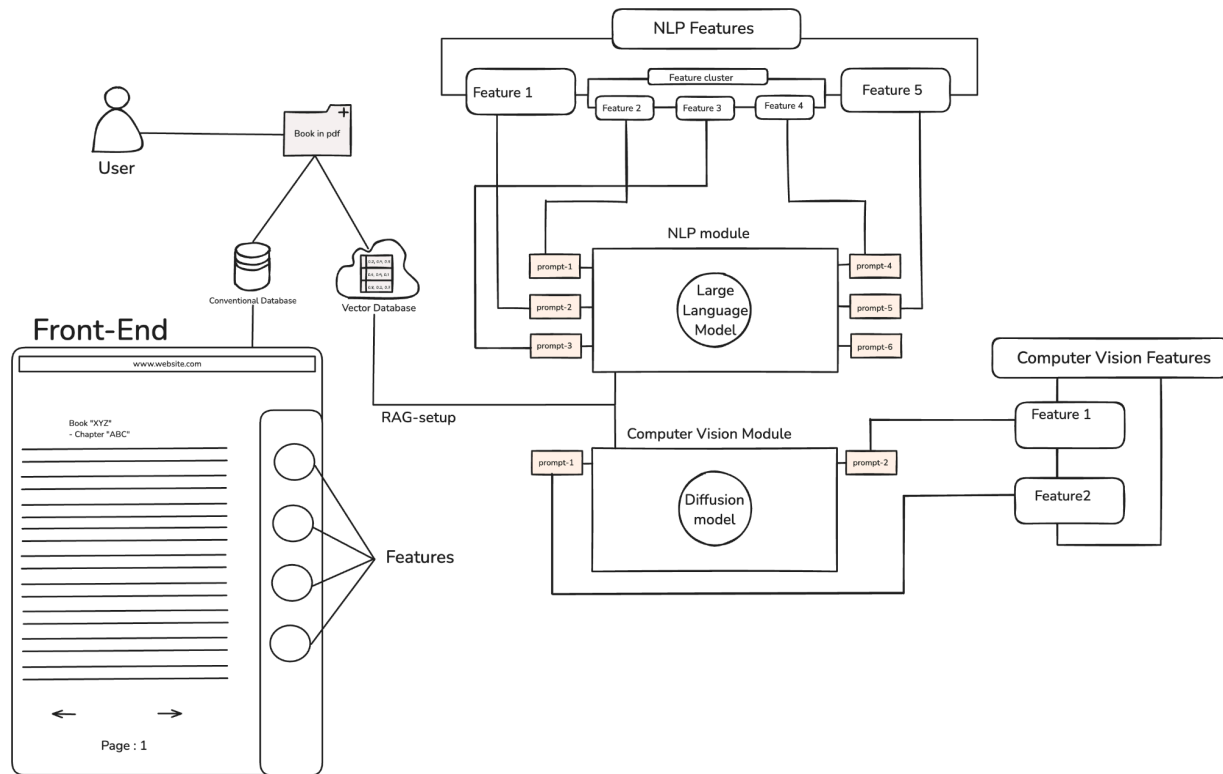 NLP Features
Feature cluster
Feature 1
Feature 2
Feature 3
Feature 4
Feature 5
Book in pdf
User
Conventional Database
Vector Database
NLP module
prompt-1
prompt-2
prompt-3
Large
Language
Model
prompt-4
prompt-5
prompt-6
RAG-setup
Computer Vision Module
prompt-1
Diffusion
model
prompt-2
Computer Vision Features
Feature 1
Feature2
Front-End
www.website.com
Book "XYZ"
- Chapter "ABC"
Features
Page : 1